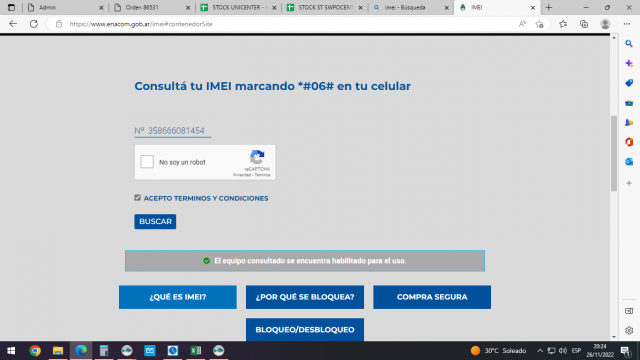 Admin
Orden 86531
STOCK UNICENTER -
STOCK ST SWPOCENT
imei - Búsqueda
IMEI
https://www.enacom.gob.ar/imei#contenedorSite
Consultá tu IMEI marcando *#06# en tu celular
Nº 358666081454
No soy un robot
reCAPTCHA
Privacidad - Términos
ACEPTO TERMINOS Y CONDICIONES
BUSCAR
El equipo consultado se encuentra habilitado para el uso.
¿QUÉ ES IMEI?
¿POR QUÉ SE BLOQUEA?
COMPRA SEGURA
BLOQUEO/DESBLOQUEO
30°C Soleado
ESP
20:24
26/11/2022